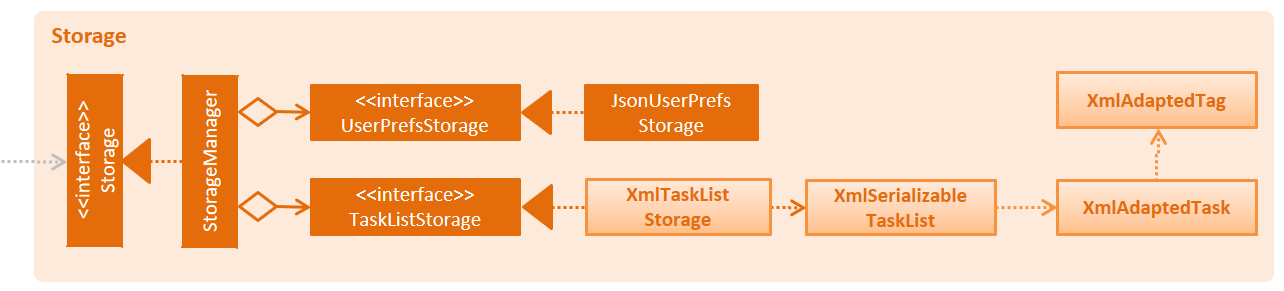 Storage
<<interface>>
Storage
StorageManager
<<interface>>
UserPrefsStorage
JsonUserPrefs
Storage
<<interface>>
TaskListStorage
XmlTaskList
Storage
XmlSerializable
TaskList
XmlAdaptedTag
XmlAdaptedTask